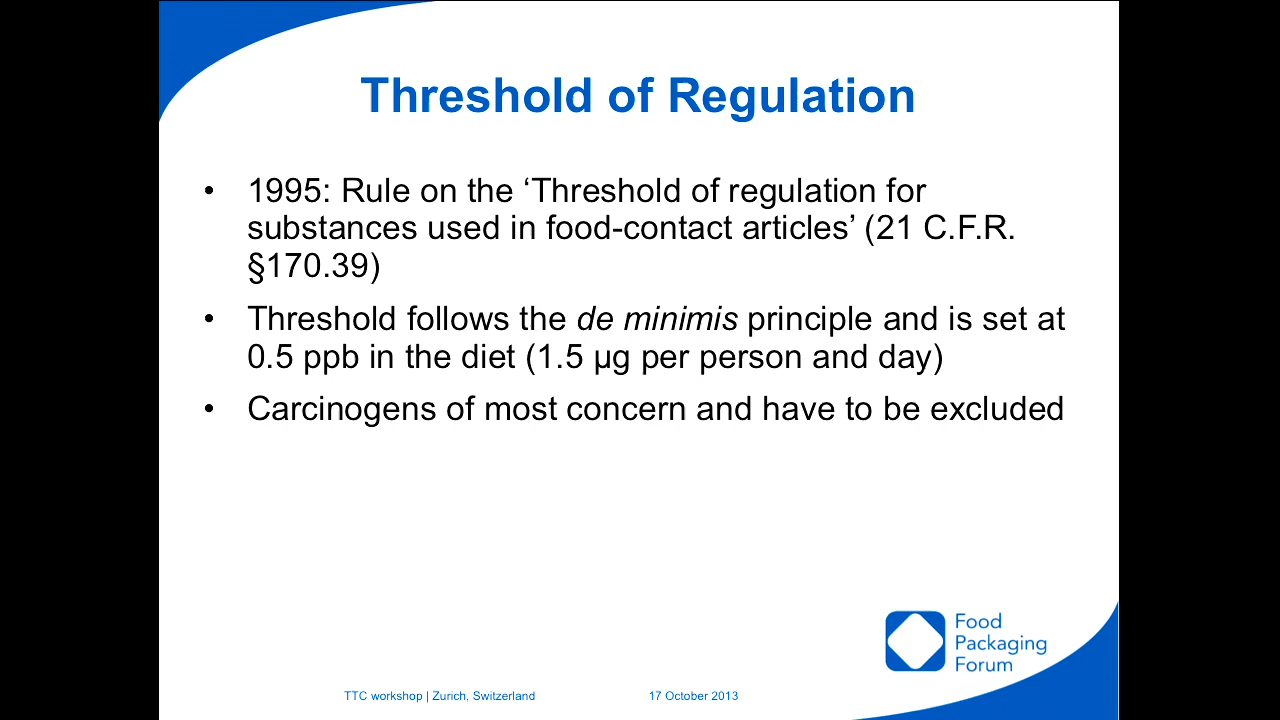 Threshold of Regulation
• 1995: Rule on the ‘Threshold of regulation for
substances used in food-contact articles’ (21 C.F.R.
§170.39)
• Threshold follows the de minimis principle and is set at
0.5 ppb in the diet (1.5 µg per person and day)
• Carcinogens of most concern and have to be excluded
Food
Packaging
Forum
TTC workshop | Zurich, Switzerland 17 October 2013